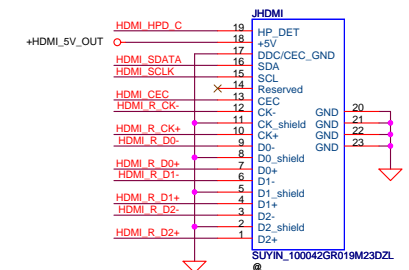 JHDMI
HDMI_HPD_C 19 HP_DET
+HDMI_5V_OUT 18 +5V
17 DDC/CEC_GND
HDMI_SDATA 16 SDA
HDMI_SCLK 15 SCL
14 Reserved
HDMI_CEC 13 CEC
HDMI_R_CK- 12 CK- GND 20
11 CK_shield GND 21
HDMI_R_CK+ 10 CK+ GND 22
HDMI_R_D0- 9 D0- GND 23
8 D0_shield
HDMI_R_D0+ 7 D0+
HDMI_R_D1- 6 D1-
5 D1_shield
HDMI_R_D1+ 4 D1+
HDMI_R_D2- 3 D2-
2 D2_shield
HDMI_R_D2+ 1 D2+
SUYIN_100042GR019M23DZL
@